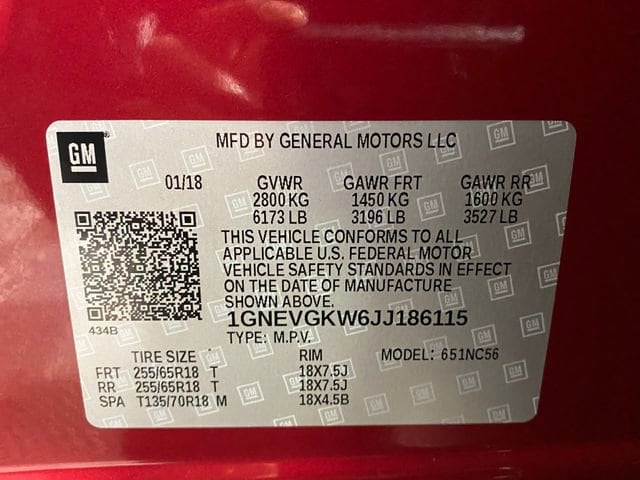 GM
MFD BY GENERAL MOTORS LLC
01/18 GVWR GAWR FRT GAWR RR
2800 KG 1450 KG 1600 KG
6173 LB 3196 LB 3527 LB
THIS VEHICLE CONFORMS TO ALL
APPLICABLE U.S. FEDERAL MOTOR
VEHICLE SAFETY STANDARDS IN EFFECT
ON THE DATE OF MANUFACTURE
SHOWN ABOVE.
434B
1GNEVGKW6JJ186115
TYPE: M.P.V.
TIRE SIZE RIM MODEL: 651NC56
FRT 255/65R18 T 18X7.5J
RR 255/65R18 T 18X7.5J
SPA T135/70R18 M 18X4.5B